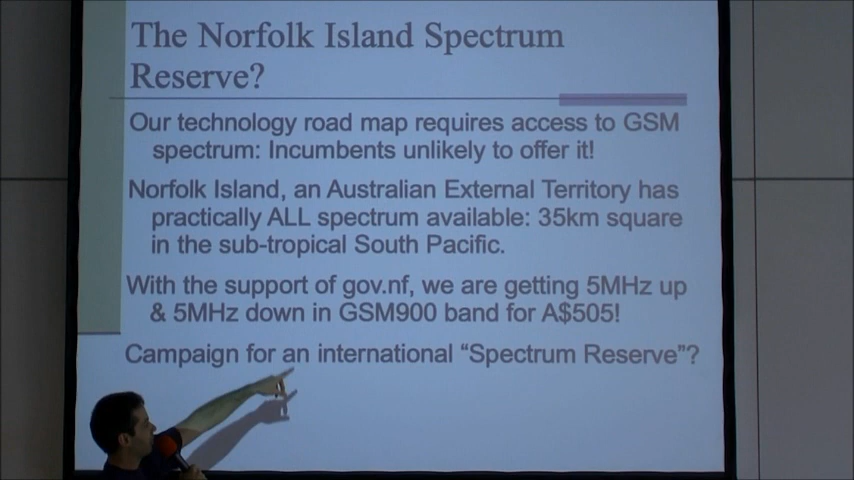 The Norfolk Island Spectrum
Reserve?
Our technology road map requires access to GSM
spectrum: Incumbents unlikely to offer it!
Norfolk Island, an Australian External Territory has
practically ALL spectrum available: 35km square
in the sub-tropical South Pacific.
With the support of gov.nf, we are getting 5MHz up
& 5MHz down in GSM900 band for A$505!
Campaign for an international “Spectrum Reserve”?